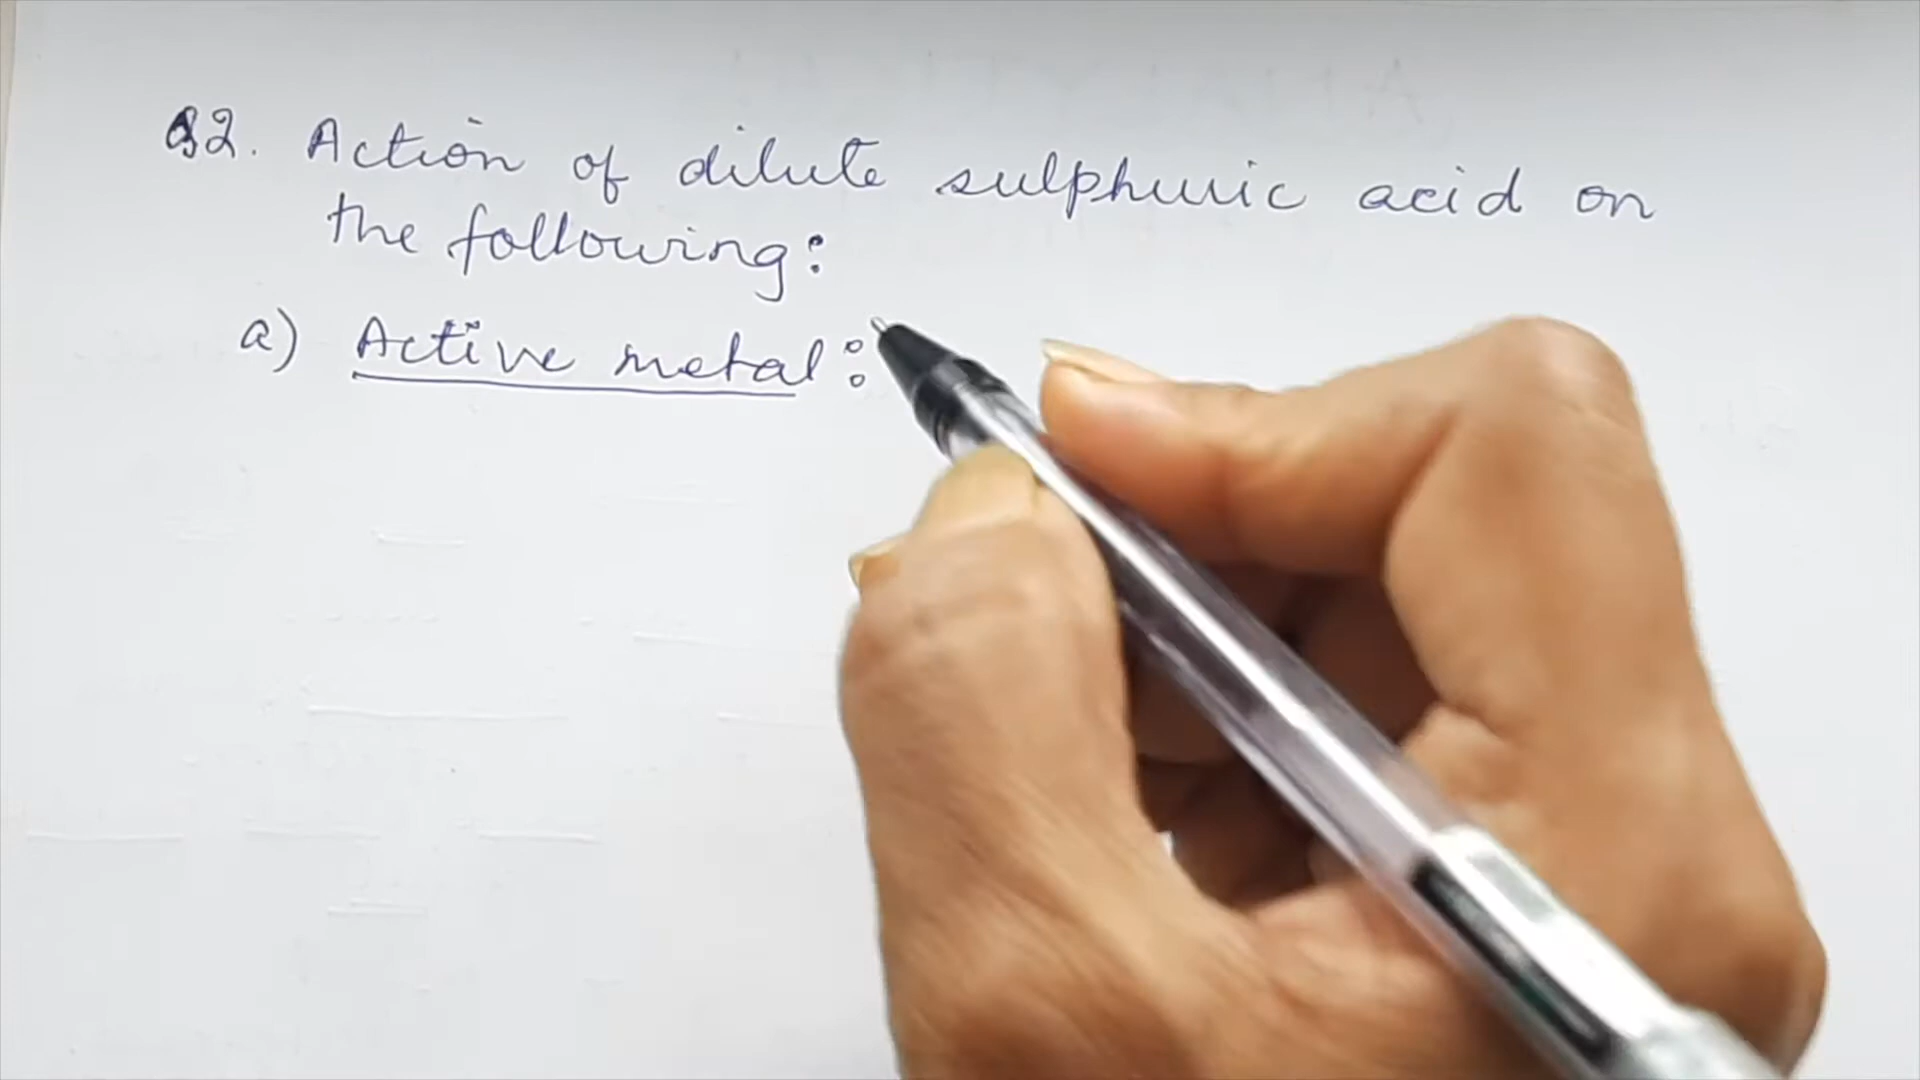 Q2. Action of dilute sulphuric acid on
the following:
a) Active metal: